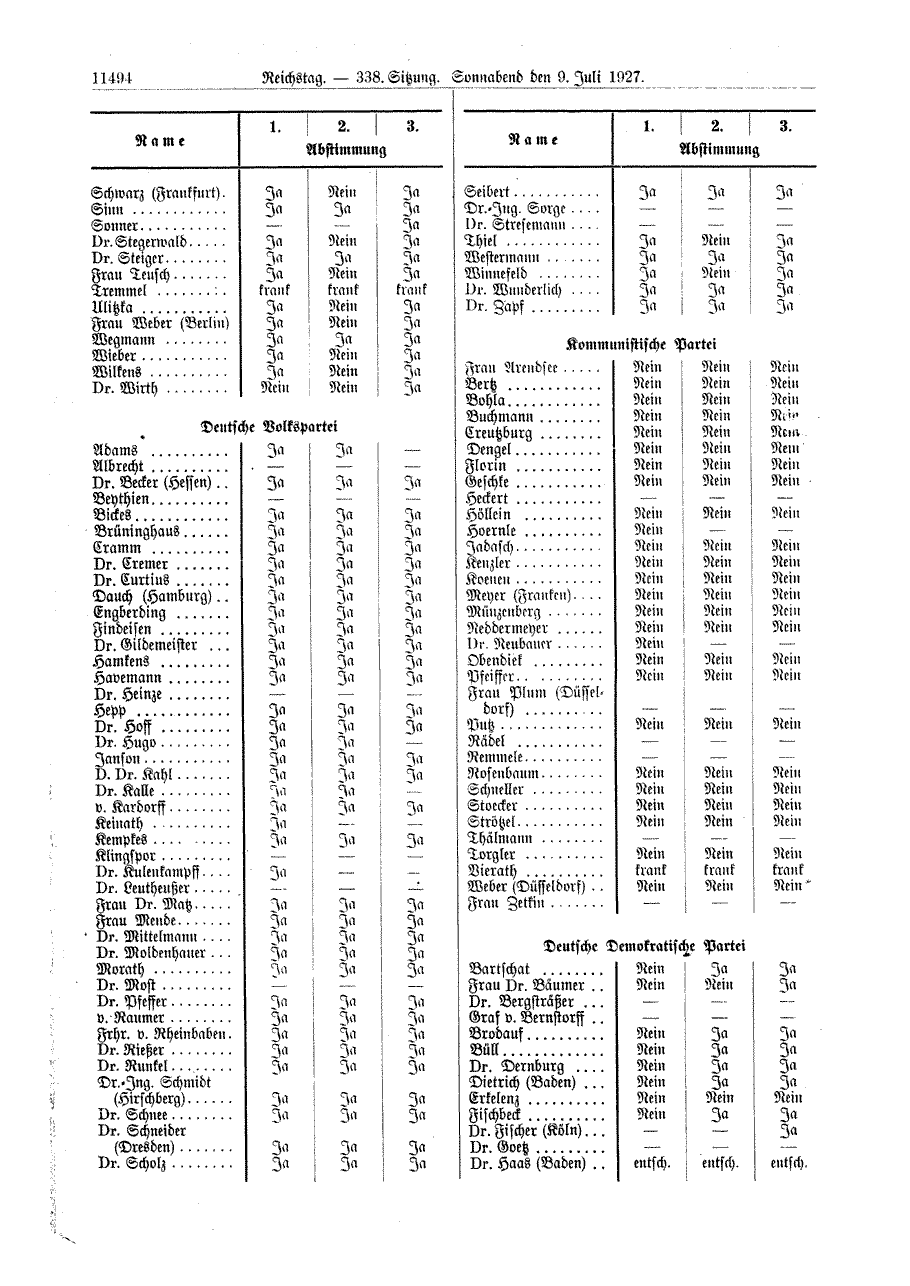 11494 Reichstag. — 338. Sitzung. Sonnabend den 9. Juli 1927.
Name 1. 2. 3.
Abstimmung
Schwarz (Frankfurt). Ja Nein Ja
Sinn ............ Ja Ja Ja
Sonner........... — — Ja
Dr. Stegerwald..... Ja Nein Ja
Dr. Steiger........ Ja Ja Ja
Frau Teusch....... Ja Nein Ja
Tremmel ........ krank krank krank
Ulitzka ........... Ja Nein Ja
Frau Weber (Berlin) Ja Nein Ja
Wegmann ........ Ja Ja Ja
Wieber ........... Ja Nein Ja
Wilkens .......... Ja Nein Ja
Dr. Wirth ........ Nein Nein Ja
Deutsche Volkspartei
Adams .......... Ja Ja —
Albrecht .......... — — —
Dr. Becker (Hessen) .. Ja Ja Ja
Beythien.......... — — —
Bickes............ Ja Ja Ja
Brüninghaus...... Ja Ja Ja
Cramm .......... Ja Ja Ja
Dr. Cremer ....... Ja Ja Ja
Dr. Curtius ....... Ja Ja Ja
Dauch (Hamburg) .. Ja Ja Ja
Engberding ....... Ja Ja Ja
Findeisen ......... Ja Ja Ja
Dr. Gildemeister ... Ja Ja Ja
Hamkens ......... Ja Ja Ja
Havemann ........ Ja Ja Ja
Dr. Heinze ........ — — —
Hepp ............ Ja Ja Ja
Dr. Hoff .......... Ja Ja Ja
Dr. Hugo ......... Ja Ja —
Janson........... Ja Ja Ja
D. Dr. Kahl ....... Ja Ja Ja
Dr. Kalle ......... Ja Ja —
v. Kardorff........ Ja Ja Ja
Keinath .......... Ja — —
Kempkes .... ..... Ja Ja Ja
Klingspor ......... — — —
Dr. Kulenkampff.... Ja — —
Dr. Leutheußer..... — — —
Frau Dr. Matz..... Ja Ja Ja
Frau Mende....... Ja Ja Ja
Dr. Mittelmann .... Ja Ja Ja
Dr. Moldenhauer ... Ja Ja Ja
Morath .......... Ja Ja Ja
Dr. Most ......... — — —
Dr. Pfeffer ........ Ja Ja Ja
v. Raumer ........ Ja Ja Ja
Frhr. v. Rheinbaben. Ja Ja Ja
Dr. Rießer ........ Ja Ja Ja
Dr. Runkel ........ Ja Ja Ja
Dr.-Ing. Schmidt
(Hirschberg)...... Ja Ja Ja
Dr. Schnee ........ Ja Ja Ja
Dr. Schneider
(Dresden) ....... Ja Ja Ja
Dr. Scholz ........ Ja Ja Ja
Name 1. 2. 3.
Abstimmung
Seibert ........... Ja Ja Ja
Dr.-Ing. Sorge .... — — —
Dr. Stresemann .... — — —
Thiel ............ Ja Nein Ja
Westermann ....... Ja Ja Ja
Winnefeld ........ Ja Nein Ja
Dr. Wunderlich .... Ja Ja Ja
Dr. Zapf ......... Ja Ja Ja
Kommunistische Partei
Frau Arendsee ..... Nein Nein Nein
Bertz ............ Nein Nein Nein
Bohla............ Nein Nein Nein
Buchmann ........ Nein Nein Nein
Creutzburg ........ Nein Nein Nein
Dengel........... Nein Nein Nein
Florin ........... Nein Nein Nein
Geschke ........... Nein Nein Nein
Heckert ........... — — —
Höllein .......... Nein Nein Nein
Hoernle .......... Nein — —
Jadasch........... Nein Nein Nein
Kenzler .......... Nein Nein Nein
Koenen ........... Nein Nein Nein
Meyer (Franken).... Nein Nein Nein
Münzenberg ....... Nein Nein Nein
Neddermeyer ...... Nein Nein Nein
Dr. Neubauer ...... Nein — —
Obendiek ......... Nein Nein Nein
Pfeiffer.. ........ Nein Nein Nein
Frau Plum (Düssel-
dorf) .......... — — —
Putz ............. Nein Nein Nein
Rädel ........... — — —
Remmele.......... — — —
Rosenbaum........ Nein Nein Nein
Schneller ......... Nein Nein Nein
Stoecker .......... Nein Nein Nein
Strötzel........... Nein Nein Nein
Thälmann ........ — — —
Torgler .......... Nein Nein Nein
Vierath .......... krank krank krank
Weber (Düsseldorf) .. Nein Nein Nein
Frau Zetkin ....... — — —
Deutsche Demokratische Partei
Bartschat ........ Nein Ja Ja
Frau Dr. Bäumer .. Nein Nein Ja
Dr. Bergsträßer ... — — —
Graf v. Bernstorff .. — — —
Brodauf.......... Nein Ja Ja
Büll............. Nein Ja Ja
Dr. Dernburg .... Nein Ja Ja
Dietrich (Baden) ... Nein Ja Ja
Erkelenz .......... Nein Nein Nein
Fischbeck ......... Nein Ja Ja
Dr. Fischer (Köln)... — — Ja
Dr. Goetz ......... — — —
Dr. Haas (Baden) .. entsch. entsch. entsch.